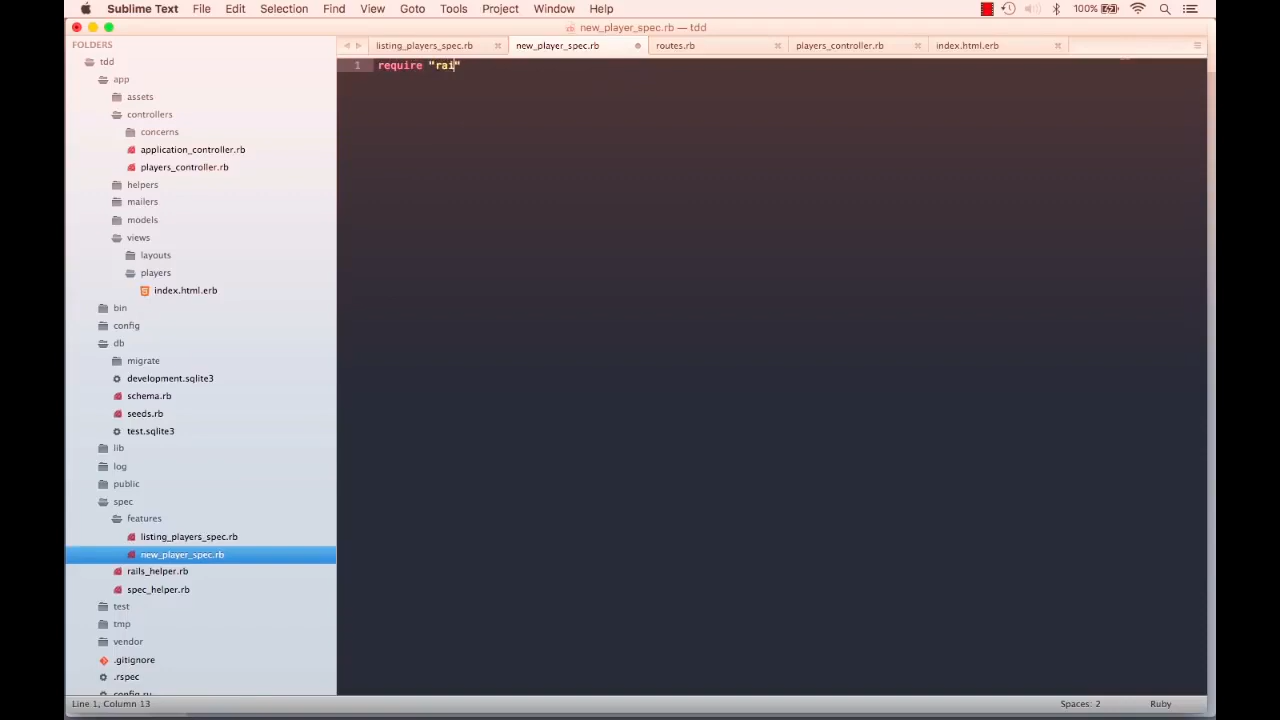 Sublime Text File Edit Selection Find View Goto Tools Project Window Help 100%
new_player_spec.rb — tdd
FOLDERS
listing_players_spec.rb new_player_spec.rb routes.rb players_controller.rb index.html.erb
tdd
app
assets
controllers
concerns
application_controller.rb
players_controller.rb
helpers
mailers
models
views
layouts
players
index.html.erb
bin
config
db
migrate
development.sqlite3
schema.rb
seeds.rb
test.sqlite3
lib
log
public
spec
features
listing_players_spec.rb
new_player_spec.rb
rails_helper.rb
spec_helper.rb
test
tmp
vendor
.gitignore
.rspec
config.ru
1 require "rai"
Line 1, Column 13 Spaces: 2 Ruby